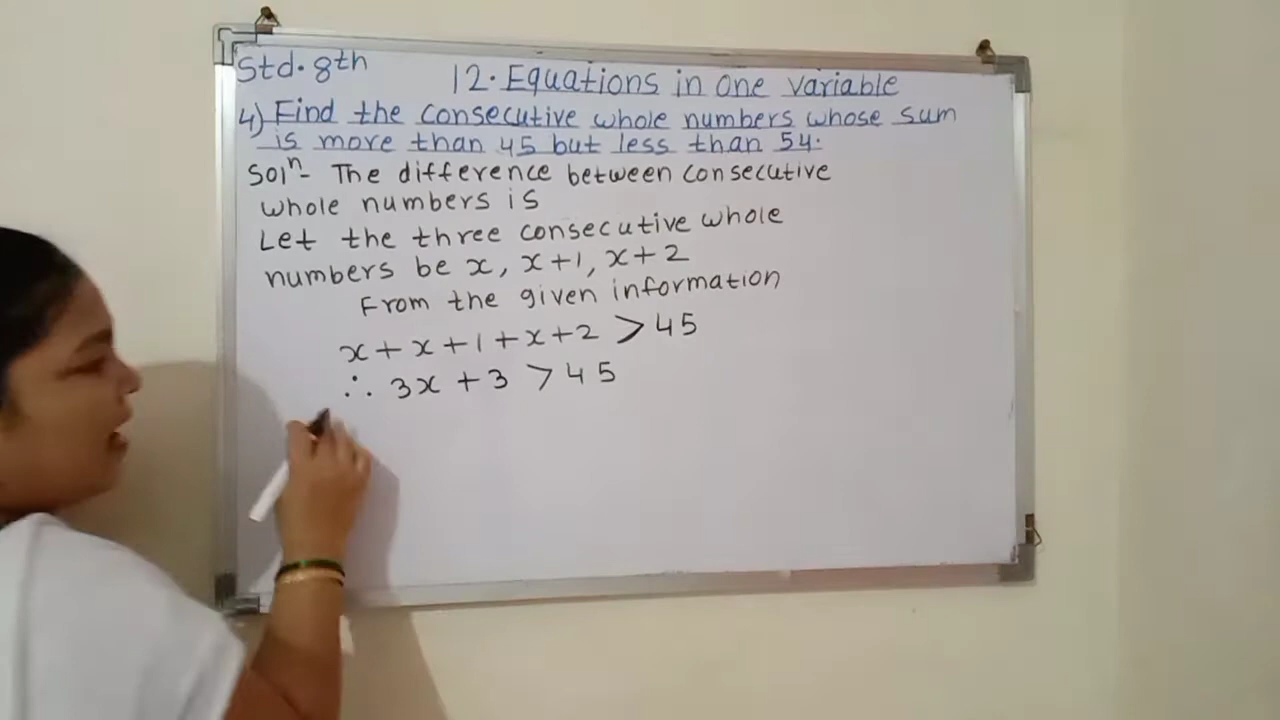 Std. 8th
12. Equations in one variable
4) Find the consecutive whole numbers whose sum
is more than 45 but less than 54.
Solⁿ- The difference between consecutive
whole numbers is
Let the three consecutive whole
numbers be x, x+1, x+2
From the given information
x + x + 1 + x + 2 > 45
∴ 3x + 3 > 45